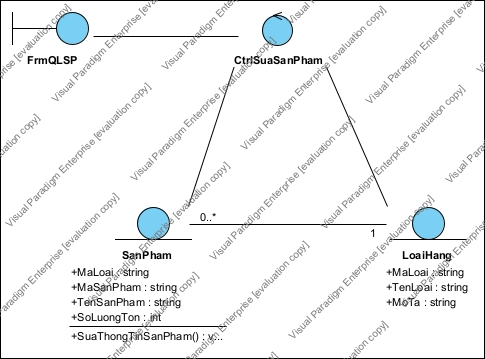 FrmQLSP
CtrlSuaSanPham
0..*
1
SanPham
LoaiHang
+MaLoai : string
+MaSanPham : string
+TenSanPham : string
+SoLuongTon : int
+SuaThongTinSanPham() : v...
+MaLoai : string
+TenLoai : string
+MoTa : string
Visual Paradigm Enterprise [evaluation copy]